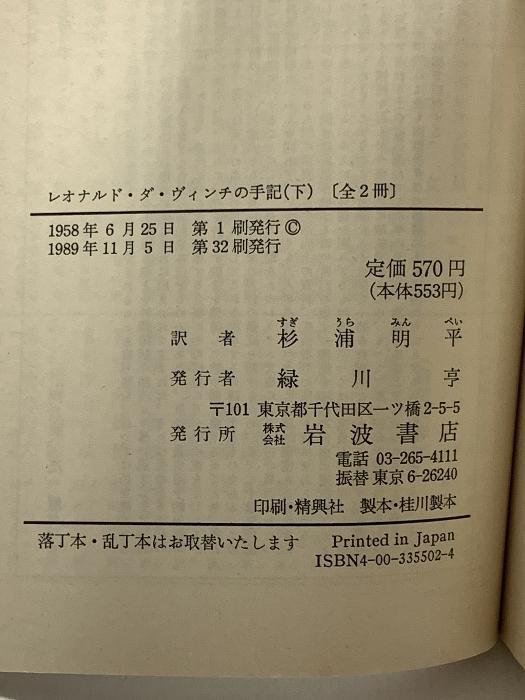 レオナルド・ダ・ヴィンチの手記(下) 〔全2冊〕
1958年 6月25日 第1刷発行©
1989年11月5日 第32刷発行
定価570円
(本体553円)
すぎ うら みん ぺい
訳者 杉浦明平
発行者 緑川亨
〒101 東京都千代田区一ツ橋2-5-5
発行所 株式会社 岩波書店
電話 03-265-4111
振替東京6-26240
印刷・精興社 製本・桂川製本
落丁本・乱丁本はお取替いたします Printed in Japan
ISBN4-00-335502-4